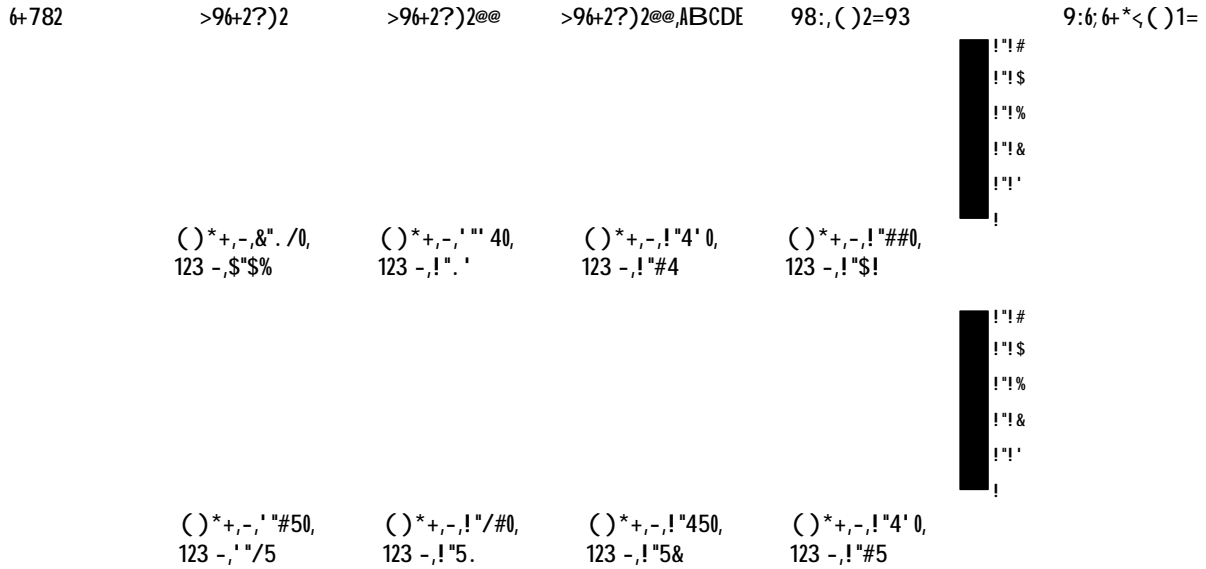 6+782 >96+2?)2 >96+2?)2@@ >96+2?)2@@,ABCDE 98:,()2=93 9:6;6+*<,()1=
!"!#
!"!$
!"!%
!"!&
!"!'
!
()*+,-,&"./0, ()*+,-,'"'40, ()*+,-,!"4'0, ()*+,-,!"##0,
123 -,$"$% 123 -,!".' 123 -,!"#4 123 -,!"$!
!"!#
!"!$
!"!%
!"!&
!"!'
!
()*+,-,'"#50, ()*+,-,!"/#0, ()*+,-,!"450, ()*+,-,!"4'0,
123 -,'"/5 123 -,!"5. 123 -,!"5& 123 -,!"#5